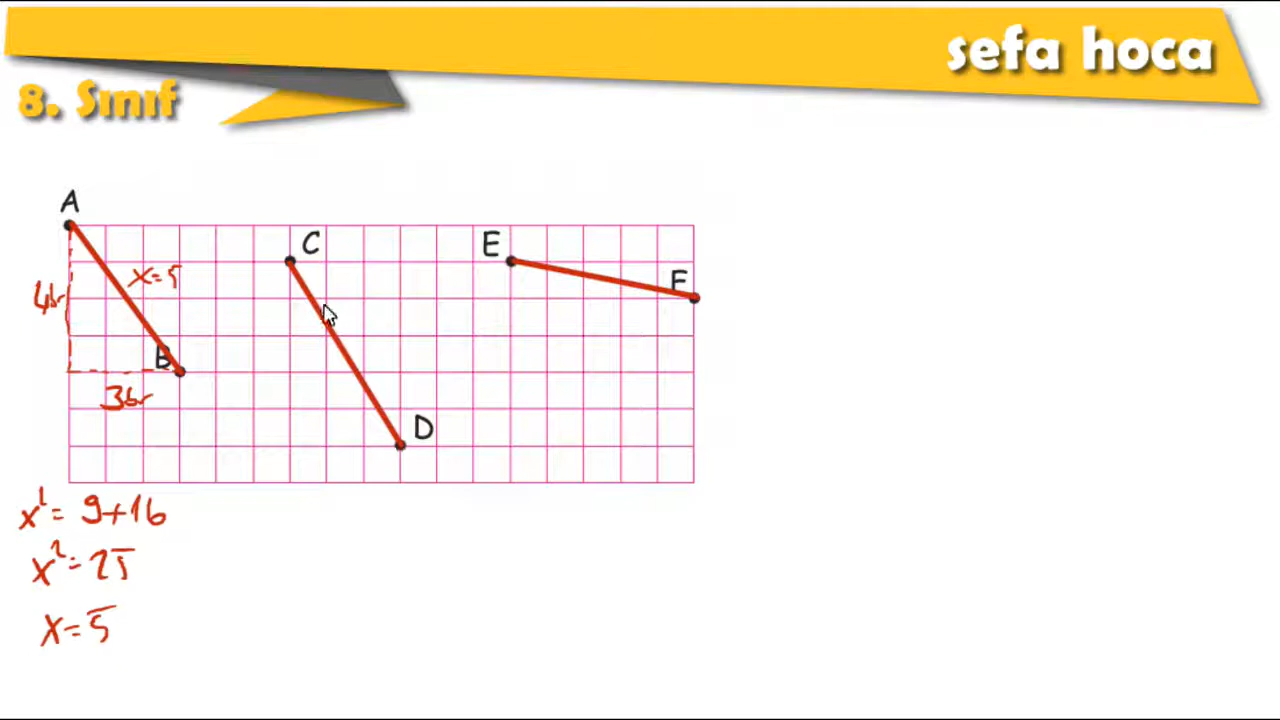 sefa hoca
8. Sınıf
A
C
E
x=5
F
4br
B
3br
D
x²= 9+16
x²=25
x=5